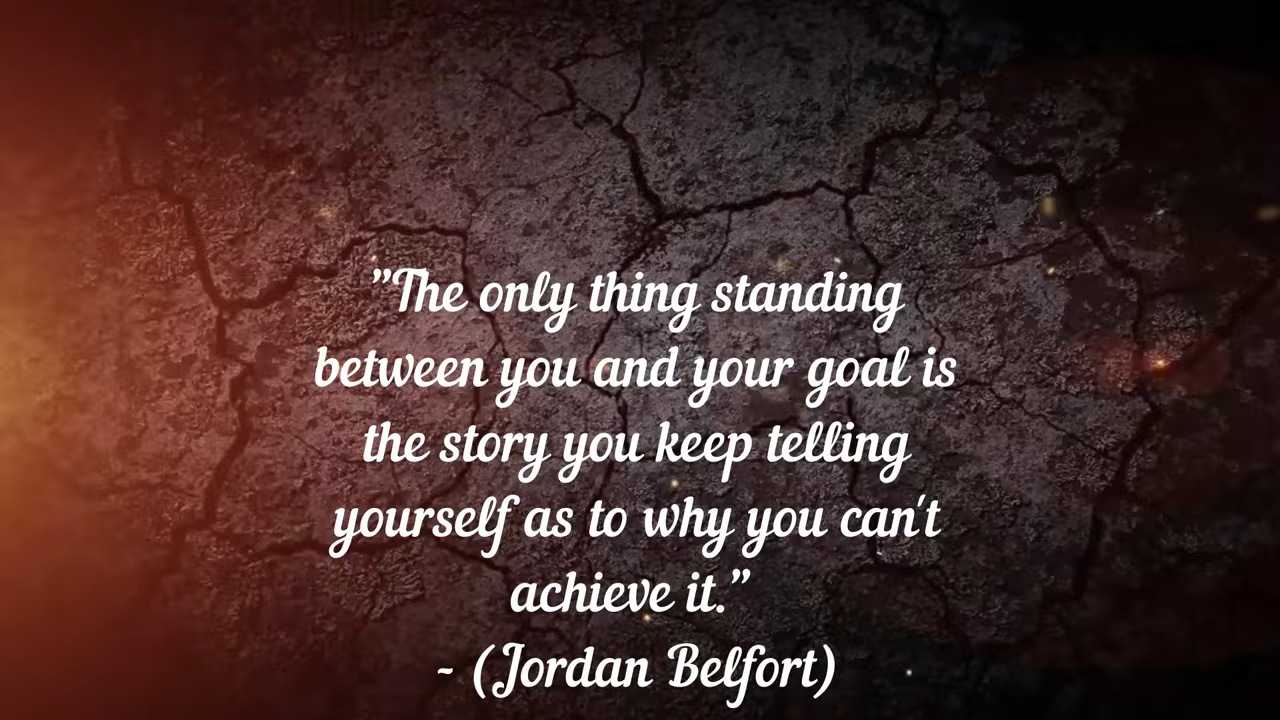 ”The only thing standing
between you and your goal is
the story you keep telling
yourself as to why you can't
achieve it.”
- (Jordan Belfort)